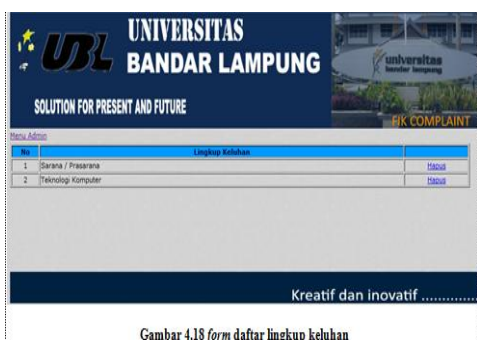 UBL
UNIVERSITAS
BANDAR LAMPUNG
SOLUTION FOR PRESENT AND FUTURE
universitas
bandar lampung
FIK COMPLAINT
Menu Admin
No Lingkup Keluhan
1 Sarana / Prasarana Hapus
2 Teknologi Komputer Hapus
Kreatif dan inovatif ..............
Gambar 4.18 form daftar lingkup keluhan